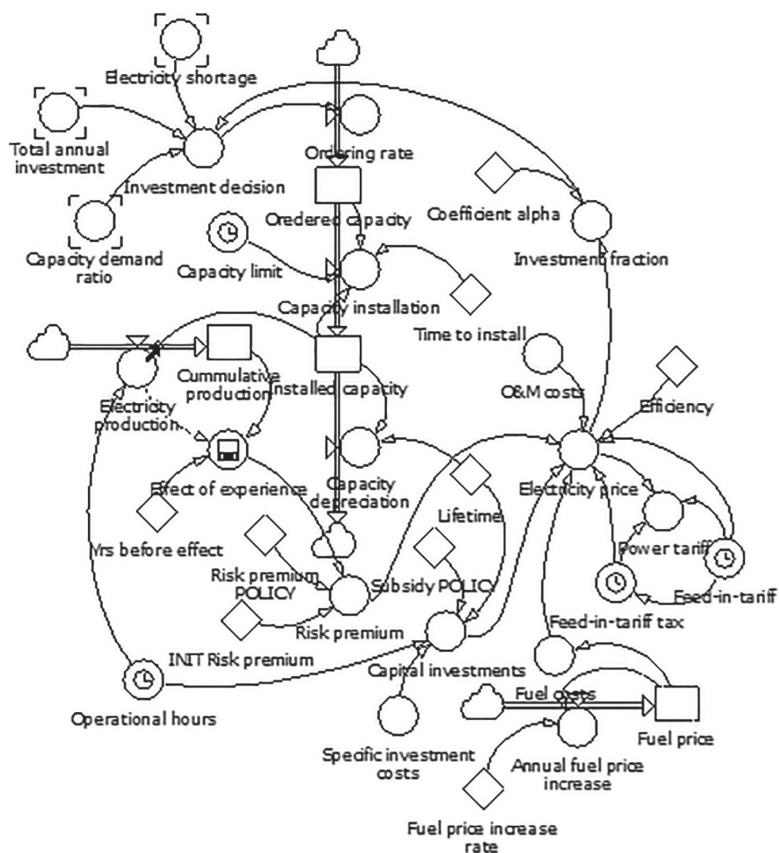 Electricity shortage
Total annual
investment
Ordering rate
Investment decision
Coefficient alpha
Oredered capacity
Capacity demand
ratio
Capacity limit
Investment fraction
Capacity installation
Time to install
Cummulative
production
Installed capacity
O&M costs
Efficiency
Electricity
production
Capacity
depreciation
Effect of experience
Electricity price
Lifetime
Yrs before effect
Power tariff
Risk premium
POLICY
Subsidy POLICY
Feed-in-tariff
Feed-in-tariff tax
Risk premium
INIT Risk premium
Capital investments
Fuel costs
Operational hours
Fuel price
Specific investment
costs
Annual fuel price
increase
Fuel price increase
rate